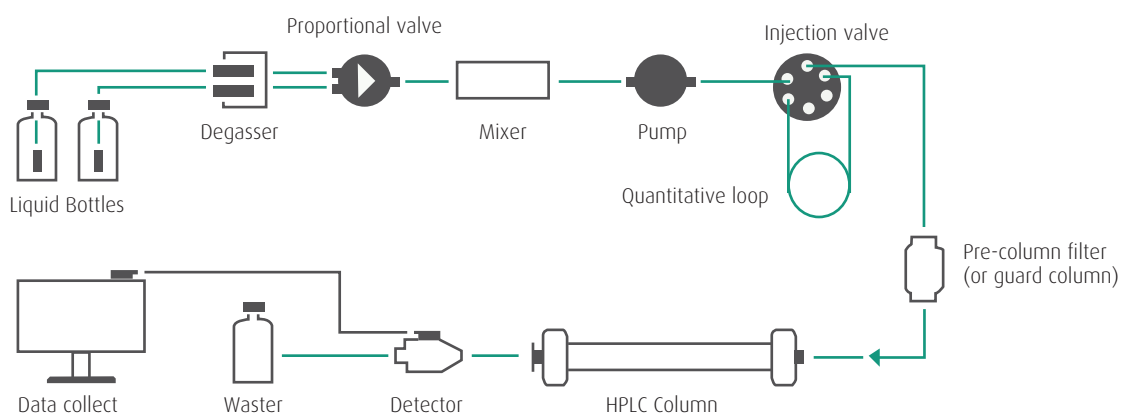 Proportional valve
Injection valve
Degasser
Mixer
Pump
Quantitative loop
Liquid Bottles
Pre-column filter
(or guard column)
Data collect
Waster
Detector
HPLC Column